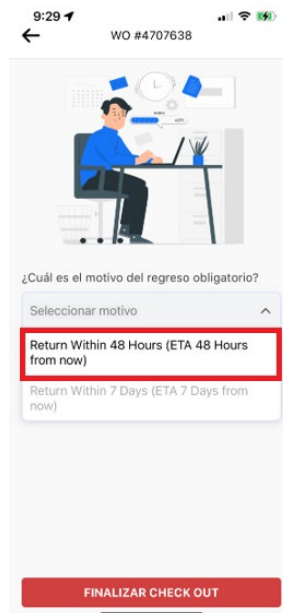 9:29
WO #4707638
¿Cuál es el motivo del regreso obligatorio?
Seleccionar motivo
Return Within 48 Hours (ETA 48 Hours
from now)
Return Within 7 Days (ETA 7 Days from
now)
FINALIZAR CHECK OUT